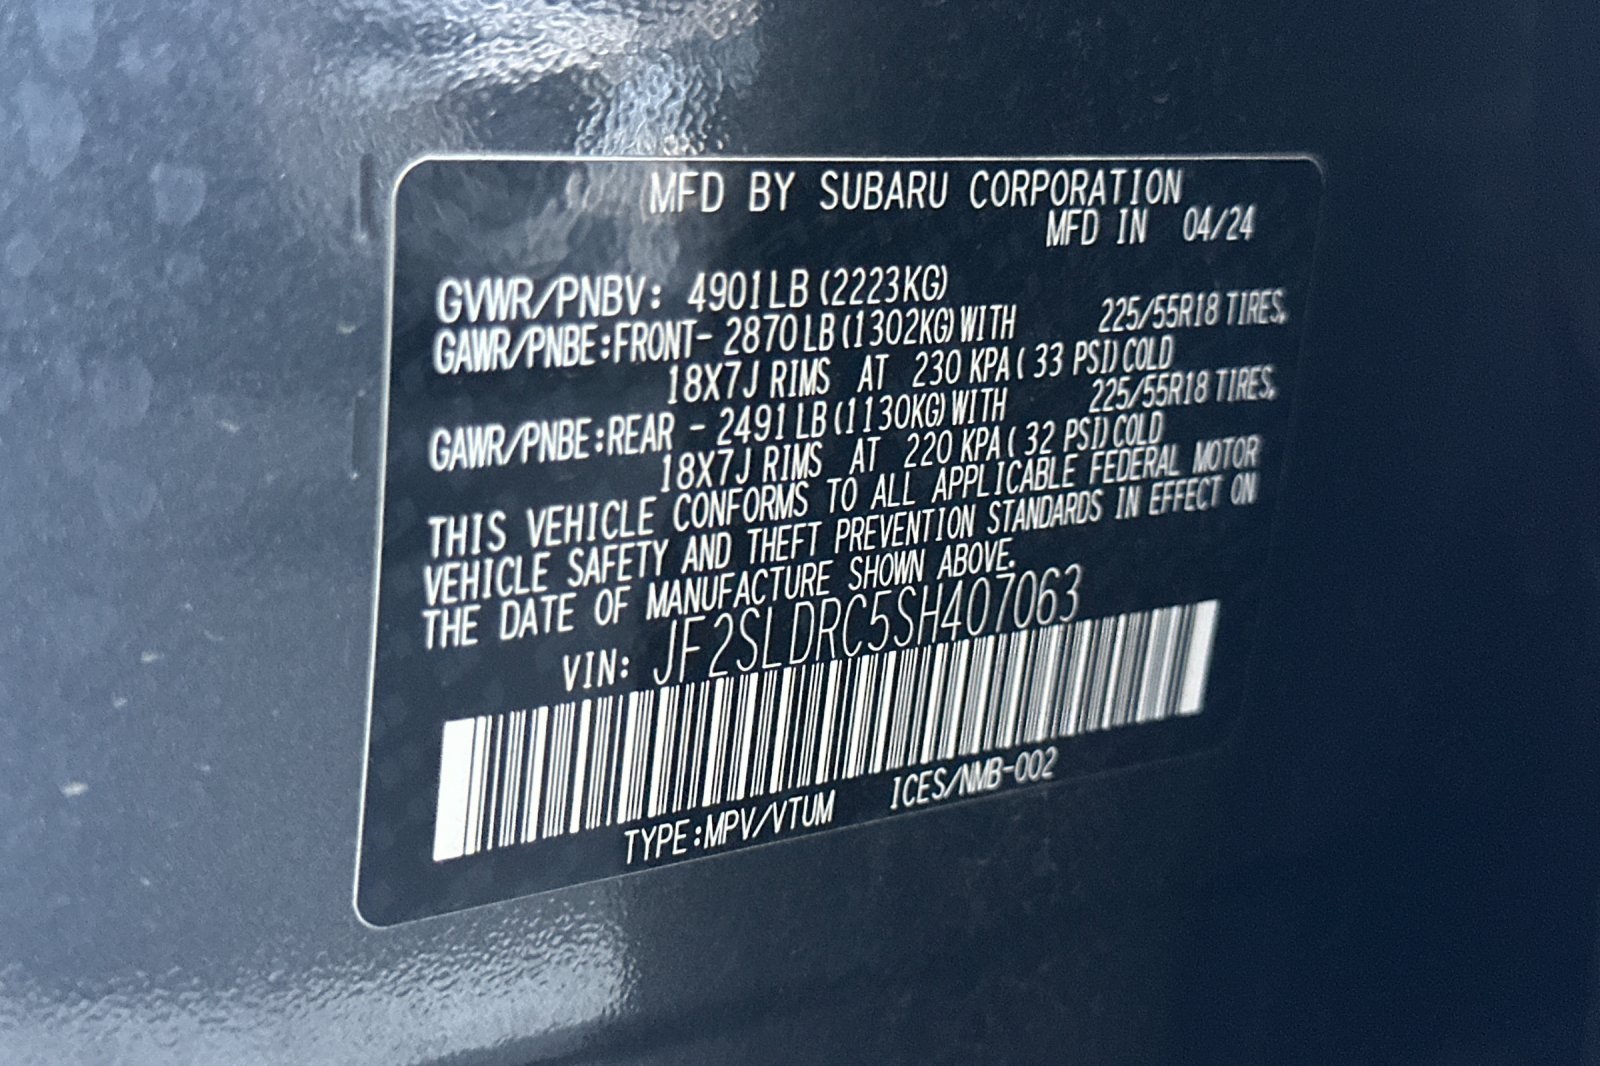 MFD BY SUBARU CORPORATION
MFD IN 04/24
GVWR/PNBV: 4901LB (2223KG)
GAWR/PNBE:FRONT- 2870LB (1302KG) WITH 225/55R18 TIRES,
18X7J RIMS AT 230 KPA ( 33 PSI) COLD
GAWR/PNBE:REAR - 2491LB (1130KG) WITH 225/55R18 TIRES,
18X7J RIMS AT 220 KPA ( 32 PSI) COLD
THIS VEHICLE CONFORMS TO ALL APPLICABLE FEDERAL MOTOR
VEHICLE SAFETY AND THEFT PREVENTION STANDARDS IN EFFECT ON
THE DATE OF MANUFACTURE SHOWN ABOVE.
VIN: JF2SLDRC5SH407063
TYPE:MPV/VTUM ICES/NMB-002